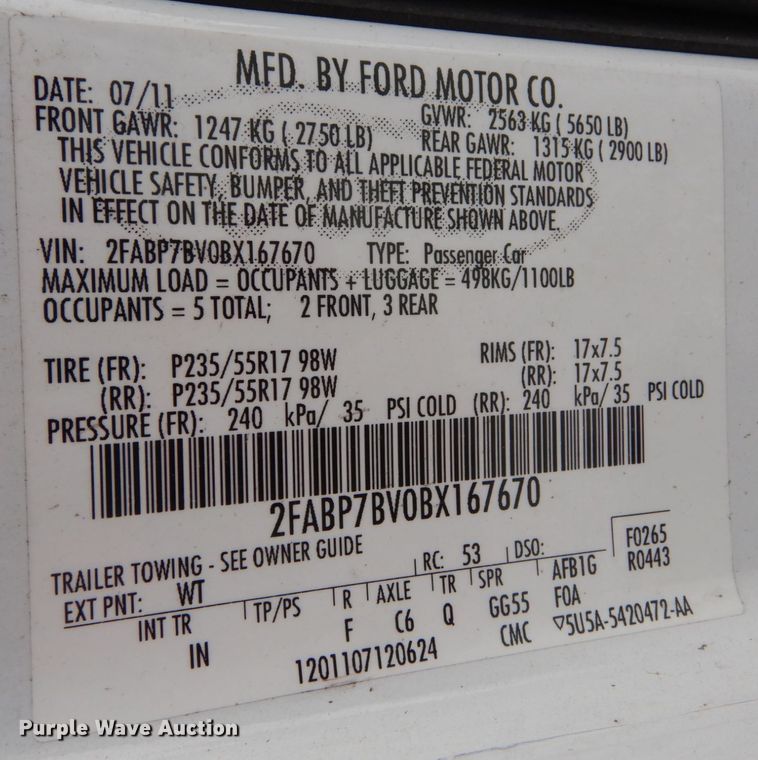 MFD. BY FORD MOTOR CO.
DATE: 07/11 GVWR: 2563 KG ( 5650 LB)
FRONT GAWR: 1247 KG ( 2750 LB) REAR GAWR: 1315 KG ( 2900 LB)
THIS VEHICLE CONFORMS TO ALL APPLICABLE FEDERAL MOTOR
VEHICLE SAFETY, BUMPER, AND THEFT PREVENTION STANDARDS
IN EFFECT ON THE DATE OF MANUFACTURE SHOWN ABOVE.
VIN: 2FABP7BV0BX167670 TYPE: Passenger Car
MAXIMUM LOAD = OCCUPANTS + LUGGAGE = 498KG/1100LB
OCCUPANTS = 5 TOTAL; 2 FRONT, 3 REAR
TIRE (FR): P235/55R17 98W RIMS (FR): 17x7.5
(RR): P235/55R17 98W (RR): 17x7.5
PRESSURE (FR): 240 kPa/ 35 PSI COLD (RR): 240 kPa/ 35 PSI COLD
2FABP7BV0BX167670
TRAILER TOWING - SEE OWNER GUIDE
EXT PNT: WT RC: 53 DSO: F0265
INT TR TP/PS R AXLE TR SPR AFB1G R0443
IN F C6 Q GG55 FOA
1201107120624 CMC ▽5U5A-5420472-AA
Purple Wave Auction